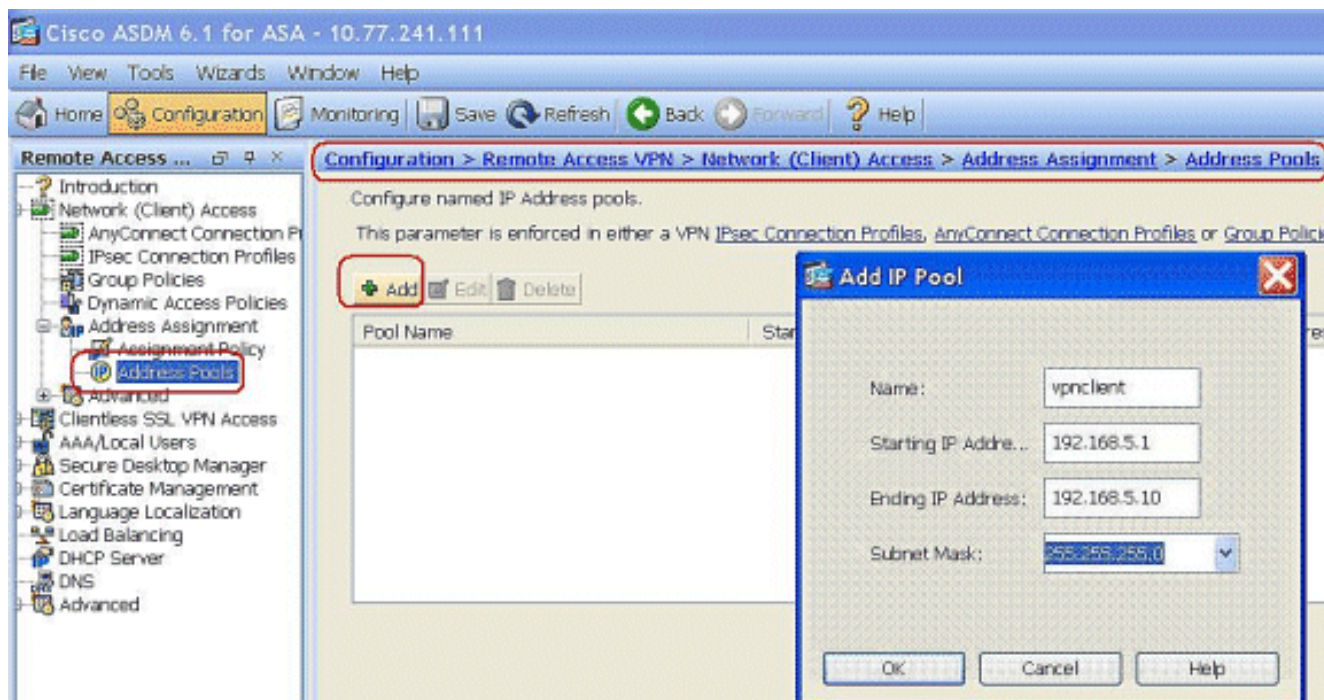 Cisco ASDM 6.1 for ASA - 10.77.241.111
File View Tools Wizards Window Help
Home Configuration Monitoring Save Refresh Back Forward Help
Remote Access ...
Configuration > Remote Access VPN > Network (Client) Access > Address Assignment > Address Pools
Introduction
Network (Client) Access
AnyConnect Connection P
IPsec Connection Profiles
Group Policies
Dynamic Access Policies
Address Assignment
Assignment Policy
IP Address Pools
Advanced
Clientless SSL VPN Access
AAA/Local Users
Secure Desktop Manager
Certificate Management
Language Localization
Load Balancing
DHCP Server
DNS
Advanced
Configure named IP Address pools.
This parameter is enforced in either a VPN IPsec Connection Profiles, AnyConnect Connection Profiles or Group Polici
Add Edit Delete
Pool Name Star
Add IP Pool
Name: vpnclient
Starting IP Addre... 192.168.5.1
Ending IP Address: 192.168.5.10
Subnet Mask: 255.255.255.0
OK Cancel Help